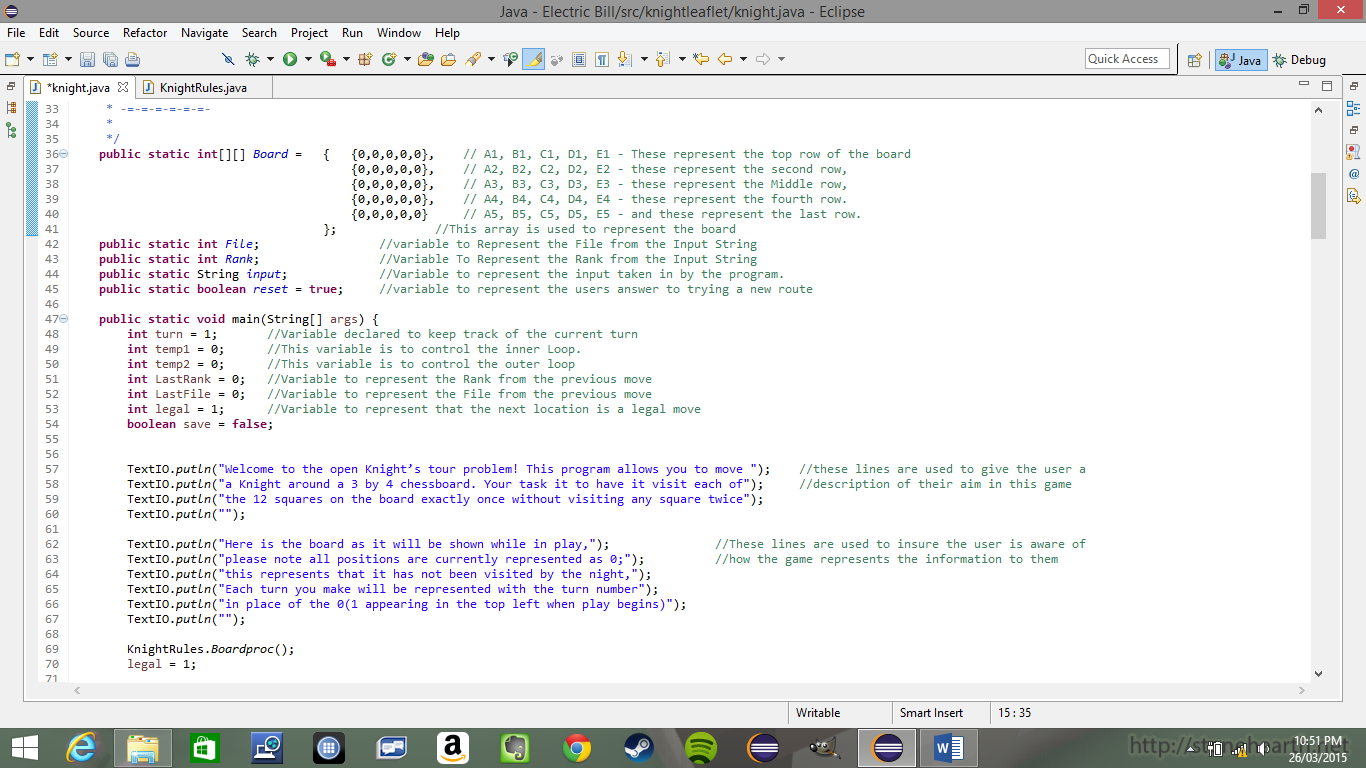 Java - Electric Bill/src/knightleaflet/knight.java - Eclipse
File Edit Source Refactor Navigate Search Project Run Window Help
Quick Access Java Debug
*knight.java KnightRules.java
33 * -=-=-=-=-=-=-
34 *
35 */
36 public static int[][] Board = { {0,0,0,0,0}, // A1, B1, C1, D1, E1 - These represent the top row of the board
37 {0,0,0,0,0}, // A2, B2, C2, D2, E2 - these represent the second row,
38 {0,0,0,0,0}, // A3, B3, C3, D3, E3 - these represent the Middle row,
39 {0,0,0,0,0}, // A4, B4, C4, D4, E4 - these represent the fourth row.
40 {0,0,0,0,0} // A5, B5, C5, D5, E5 - and these represent the last row.
41 }; //This array is used to represent the board
42 public static int File; //variable to Represent the File from the Input String
43 public static int Rank; //Variable To Represent the Rank from the Input String
44 public static String input; //Variable to represent the input taken in by the program.
45 public static boolean reset = true; //variable to represent the users answer to trying a new route
46
47 public static void main(String[] args) {
48 int turn = 1; //Variable declared to keep track of the current turn
49 int temp1 = 0; //This variable is to control the inner Loop.
50 int temp2 = 0; //This variable is to control the outer loop
51 int LastRank = 0; //Variable to represent the Rank from the previous move
52 int LastFile = 0; //Variable to represent the File from the previous move
53 int legal = 1; //Variable to represent that the next location is a legal move
54 boolean save = false;
55
56
57 TextIO.putln("Welcome to the open Knight’s tour problem! This program allows you to move "); //these lines are used to give the user a
58 TextIO.putln("a Knight around a 3 by 4 chessboard. Your task it to have it visit each of"); //description of their aim in this game
59 TextIO.putln("the 12 squares on the board exactly once without visiting any square twice");
60 TextIO.putln("");
61
62 TextIO.putln("Here is the board as it will be shown while in play,"); //These lines are used to insure the user is aware of
63 TextIO.putln("please note all positions are currently represented as 0;"); //how the game represents the information to them
64 TextIO.putln("this represents that it has not been visited by the night,");
65 TextIO.putln("Each turn you make will be represented with the turn number");
66 TextIO.putln("in place of the 0(1 appearing in the top left when play begins)");
67 TextIO.putln("");
68
69 KnightRules.Boardproc();
70 legal = 1;
71
Writable Smart Insert 15 : 35
10:51 PM
26/03/2015